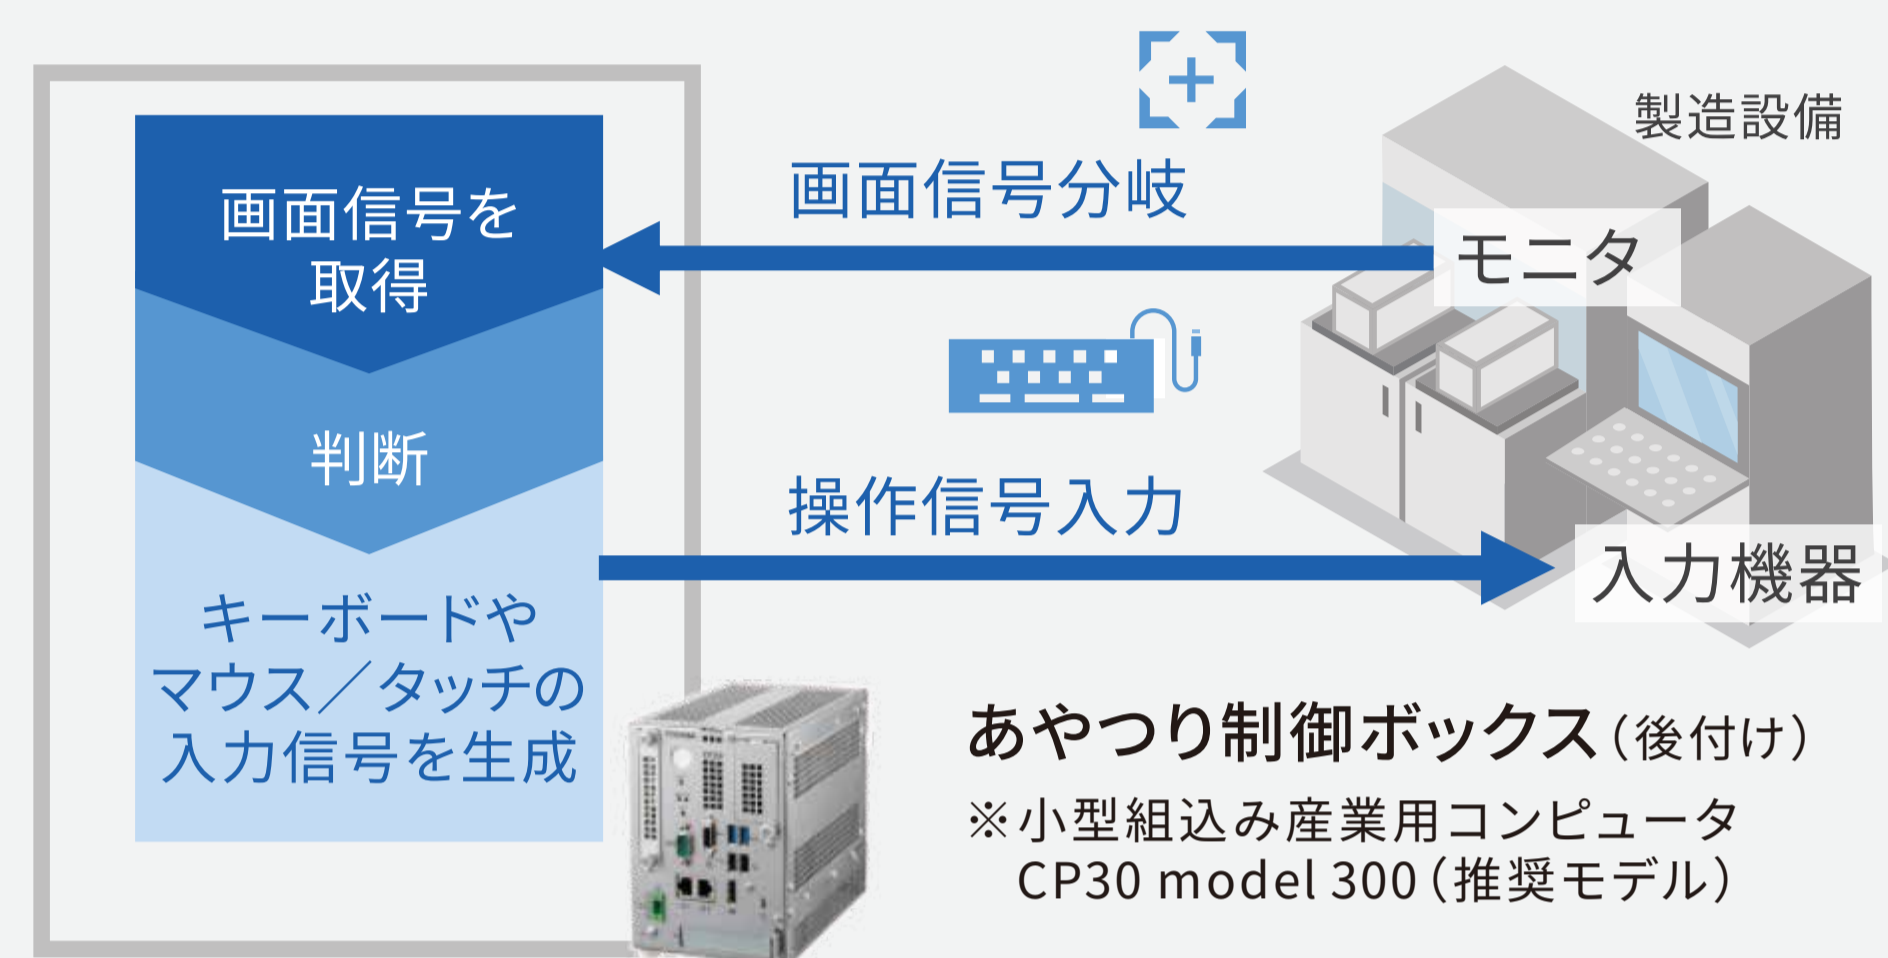 画面信号を
取得
判断
キーボードや
マウス／タッチの
入力信号を生成
画面信号分岐
操作信号入力
製造設備
モニタ
入力機器
あやつり制御ボックス（後付け）
※小型組込み産業用コンピュータ
CP30 model 300（推奨モデル）